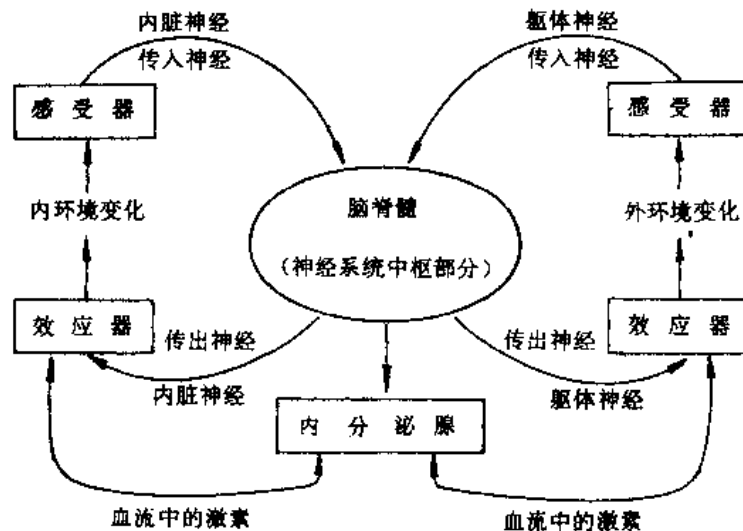 内脏神经
躯体神经
传入神经
传入神经
感受器
感受器
内环境变化
脑脊髓
外环境变化
（神经系统中枢部分）
效应器
传出神经
传出神经
效应器
内脏神经
躯体神经
内分泌腺
血流中的激素
血流中的激素